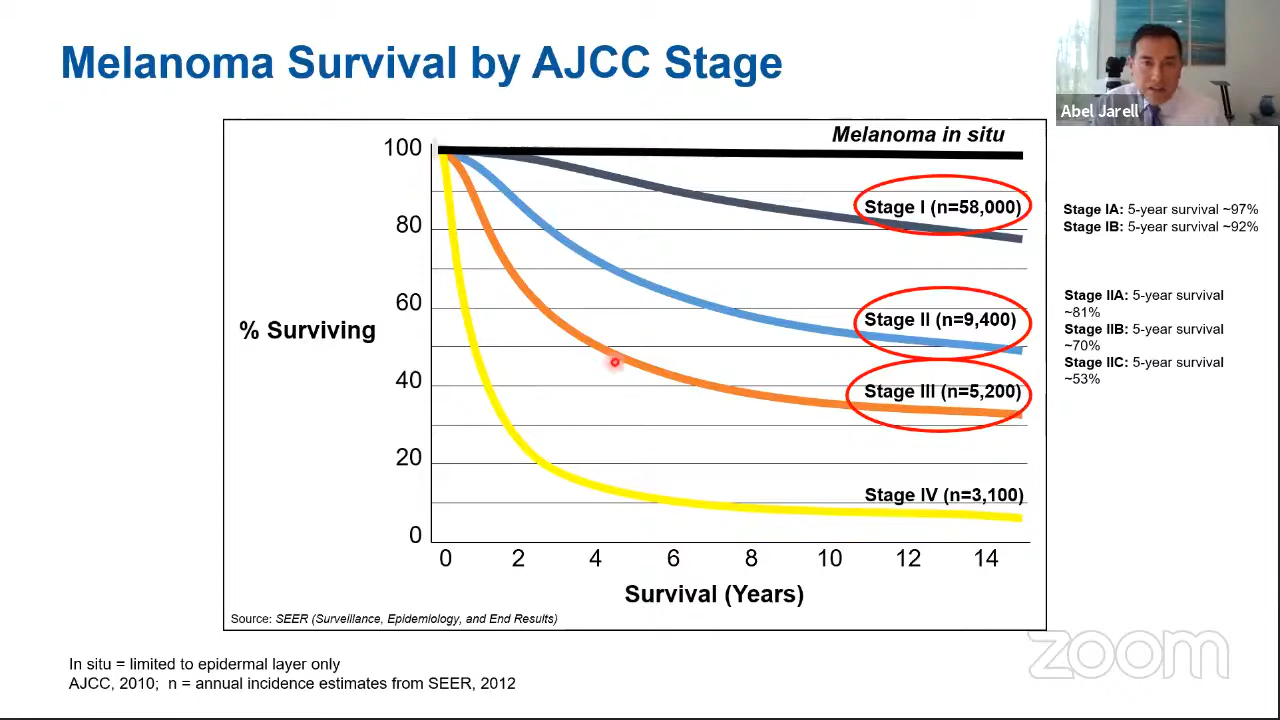 Melanoma Survival by AJCC Stage
Abel Jarell
Melanoma in situ
100
80
60
40
20
0
% Surviving
Stage I (n=58,000)
Stage II (n=9,400)
Stage III (n=5,200)
Stage IV (n=3,100)
0 2 4 6 8 10 12 14
Survival (Years)
Source: SEER (Surveillance, Epidemiology, and End Results)
Stage IA: 5-year survival ~97%
Stage IB: 5-year survival ~92%
Stage IIA: 5-year survival
~81%
Stage IIB: 5-year survival
~70%
Stage IIC: 5-year survival
~53%
In situ = limited to epidermal layer only
AJCC, 2010; n = annual incidence estimates from SEER, 2012
zoom